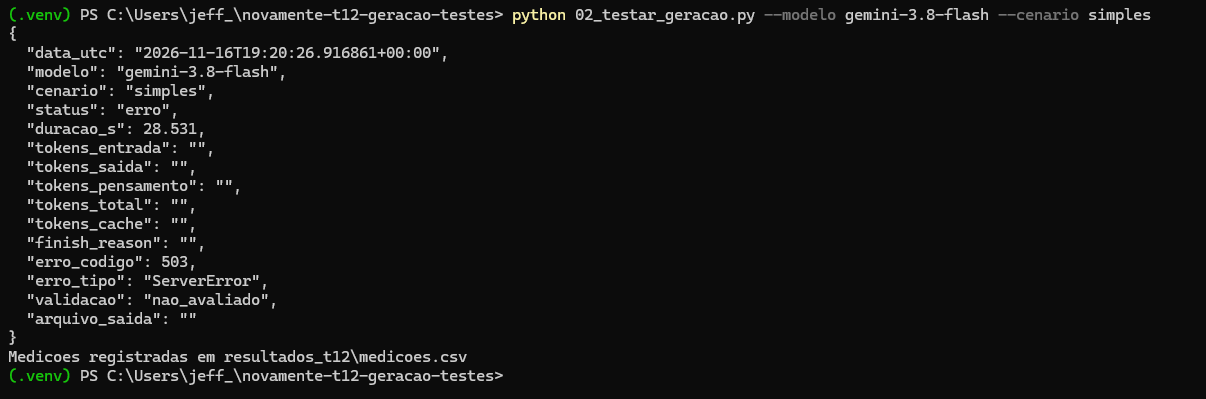 (.venv) PS C:\Users\jeff_\novamente-t12-geracao-testes> python 02_testar_geracao.py --modelo gemini-3.8-flash --cenario simples
{
  "data_utc": "2026-11-16T19:20:26.916861+00:00",
  "modelo": "gemini-3.8-flash",
  "cenario": "simples",
  "status": "erro",
  "duracao_s": 28.531,
  "tokens_entrada": "",
  "tokens_saida": "",
  "tokens_pensamento": "",
  "tokens_total": "",
  "tokens_cache": "",
  "finish_reason": "",
  "erro_codigo": 503,
  "erro_tipo": "ServerError",
  "validacao": "nao_avaliado",
  "arquivo_saida": ""
}
Medicoes registradas em resultados_t12\medicoes.csv
(.venv) PS C:\Users\jeff_\novamente-t12-geracao-testes>